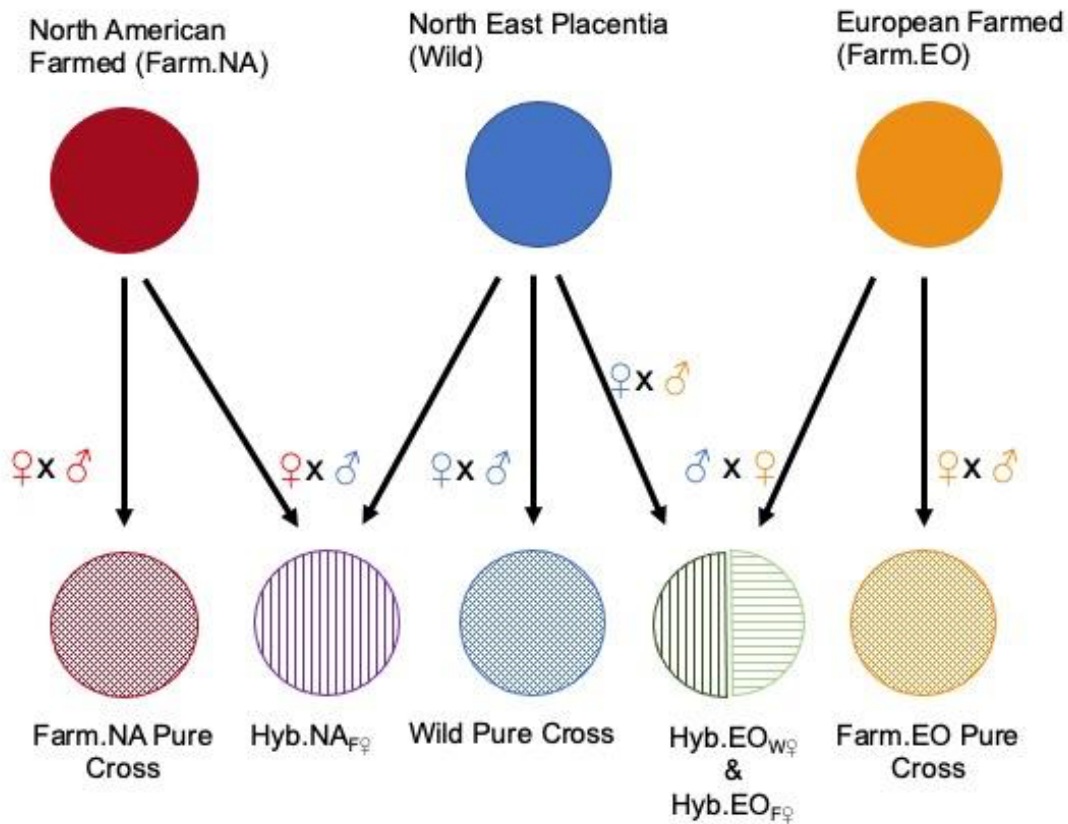 North American
Farmed (Farm.NA)
North East Placentia
(Wild)
European Farmed
(Farm.EO)
♀x ♂
♀x ♂
♀x ♂
♀x ♂
♂ x ♀
♀x ♂
Farm.NA Pure
Cross
Hyb.NAF♀
Wild Pure Cross
Hyb.EOW♀
&
Hyb.EOF♀
Farm.EO Pure
Cross